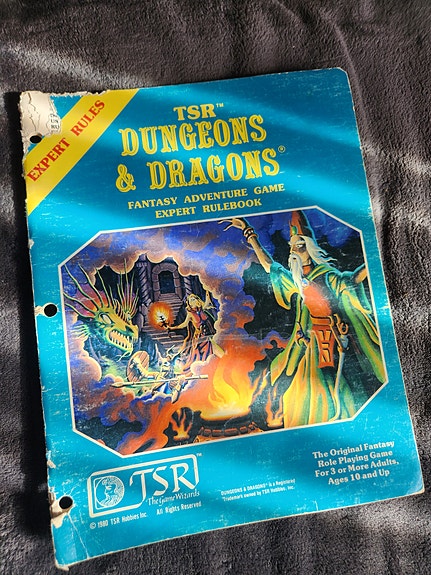 EXPERT RULES
TSR™
DUNGEONS
& DRAGONS®
FANTASY ADVENTURE GAME
EXPERT RULEBOOK
The Original Fantasy
Role Playing Game
For 3 or More Adults,
Ages 10 and Up
TSR™
The Game Wizards
© 1980 TSR Hobbies Inc. All Rights Reserved
DUNGEONS & DRAGONS® is a Registered
Trademark owned by TSR Hobbies, Inc.